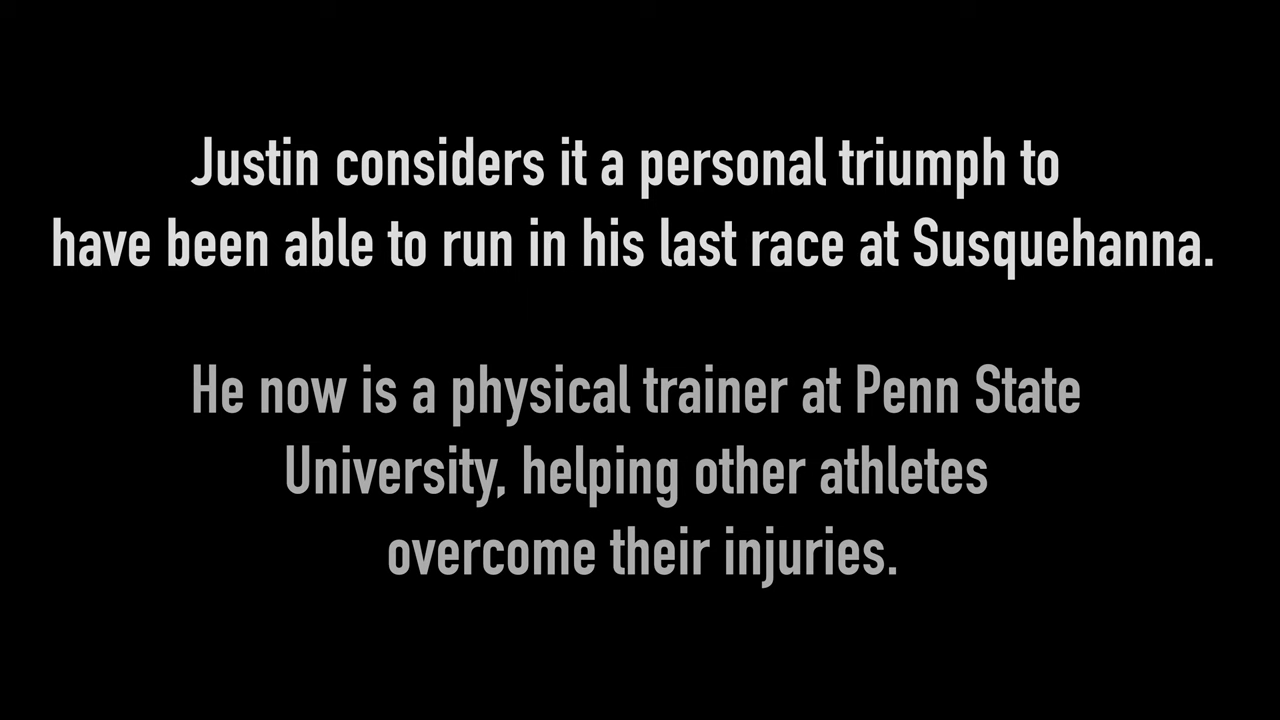 Justin considers it a personal triumph to
have been able to run in his last race at Susquehanna.
He now is a physical trainer at Penn State
University, helping other athletes
overcome their injuries.